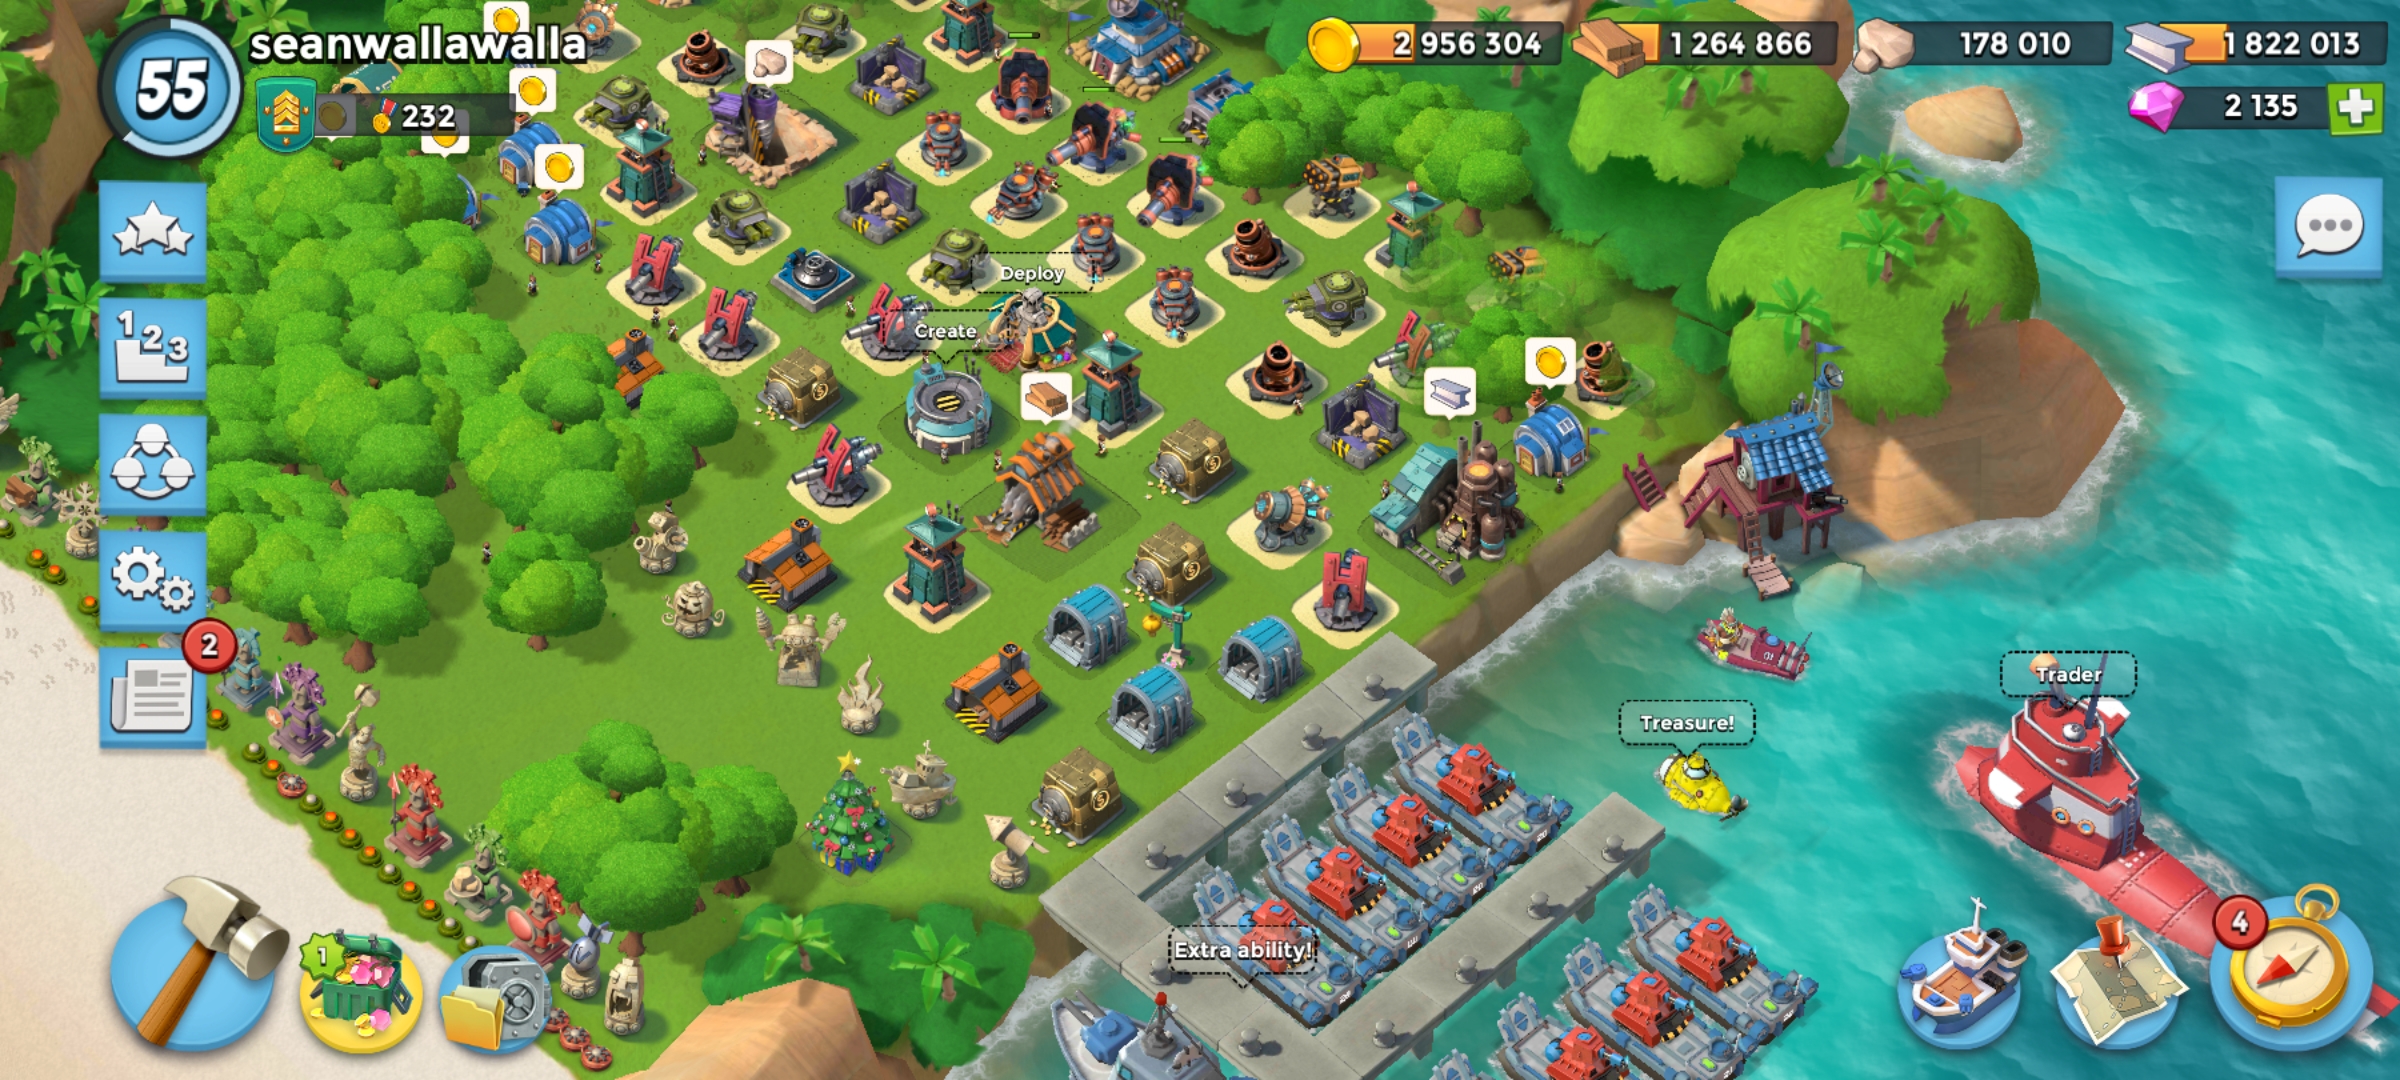 55
seanwallawalla
232
2 956 304
1 264 866
178 010
1 822 013
2 135
123
Deploy
Create
2
Trader
Treasure!
Extra ability!
1
4